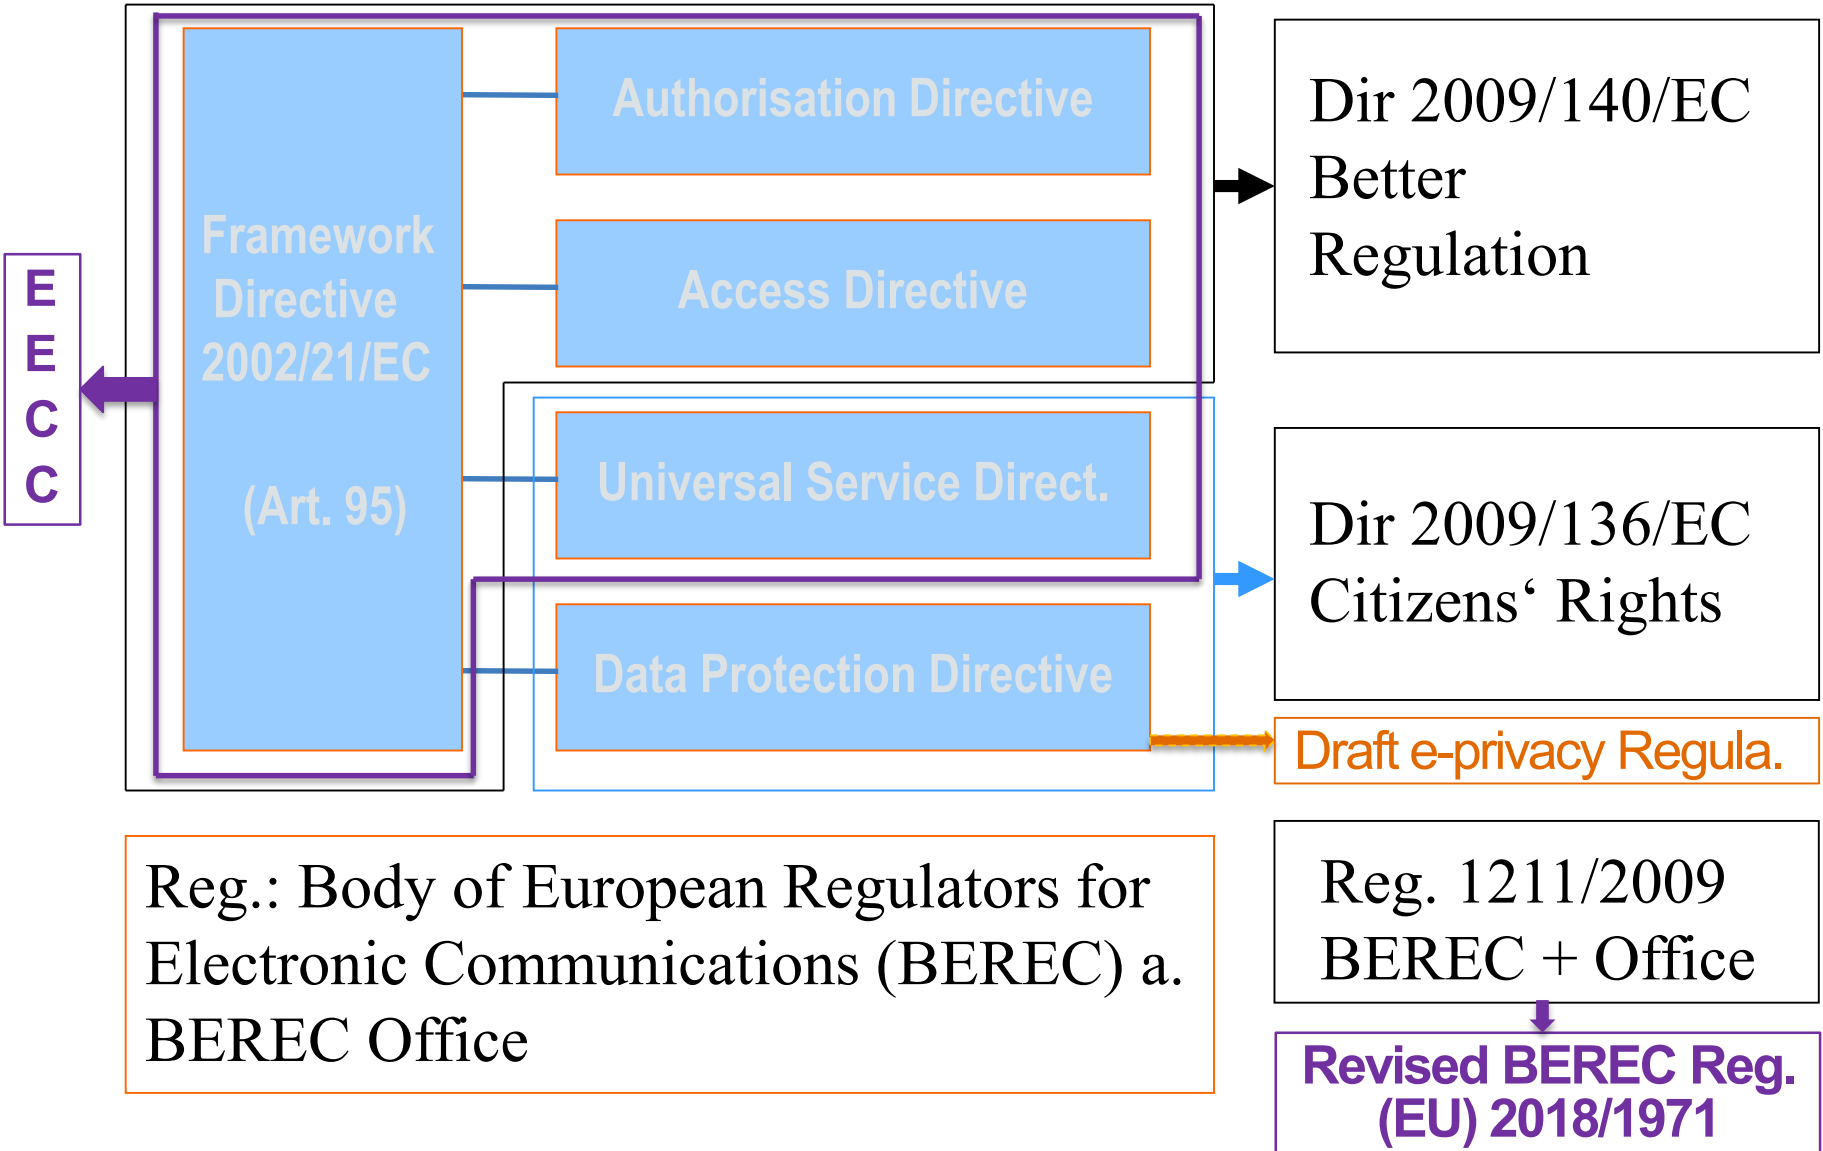 E
E
C
C
Framework
Directive
2002/21/EC
(Art. 95)
Authorisation Directive
Access Directive
Universal Service Direct.
Data Protection Directive
Dir 2009/140/EC
Better
Regulation
Dir 2009/136/EC
Citizens‘ Rights
Draft e-privacy Regula.
Reg.: Body of European Regulators for
Electronic Communications (BEREC) a.
BEREC Office
Reg. 1211/2009
BEREC + Office
Revised BEREC Reg.
(EU) 2018/1971